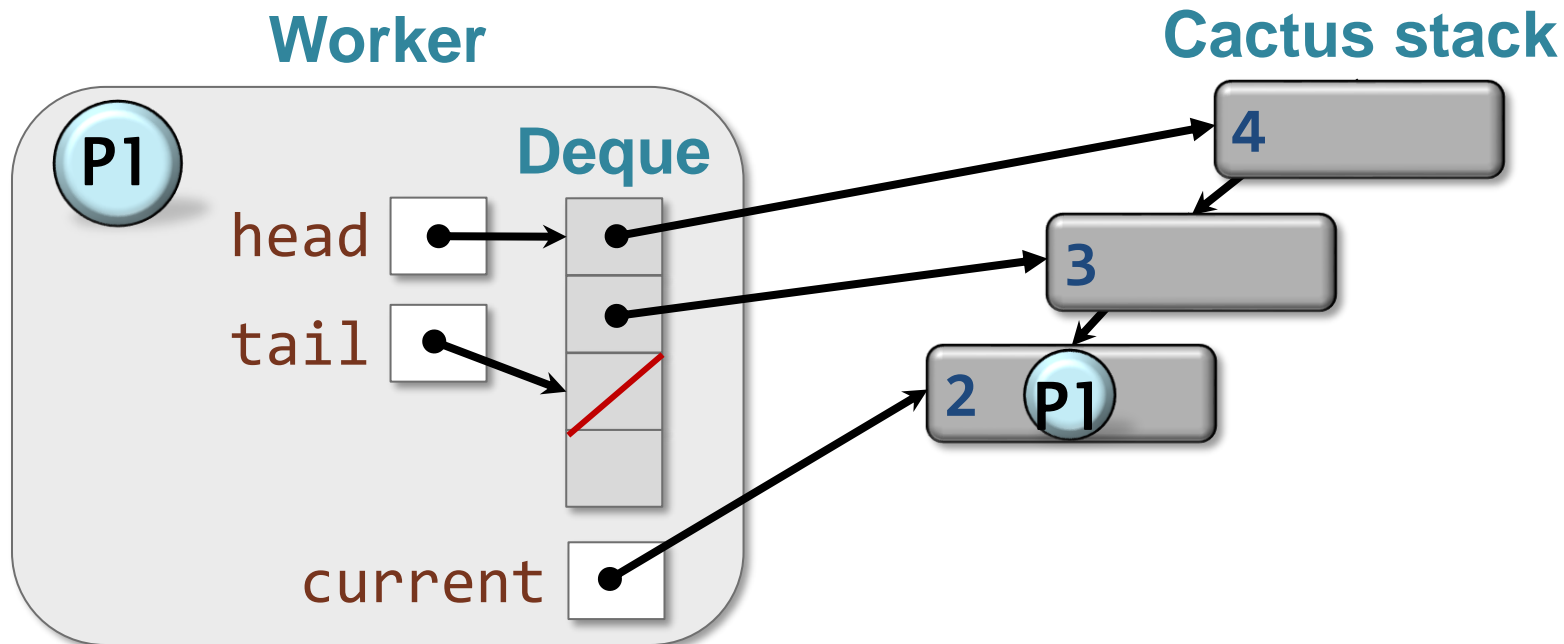 Worker
Cactus stack
P1
Deque
head
tail
current
4
3
2
P1